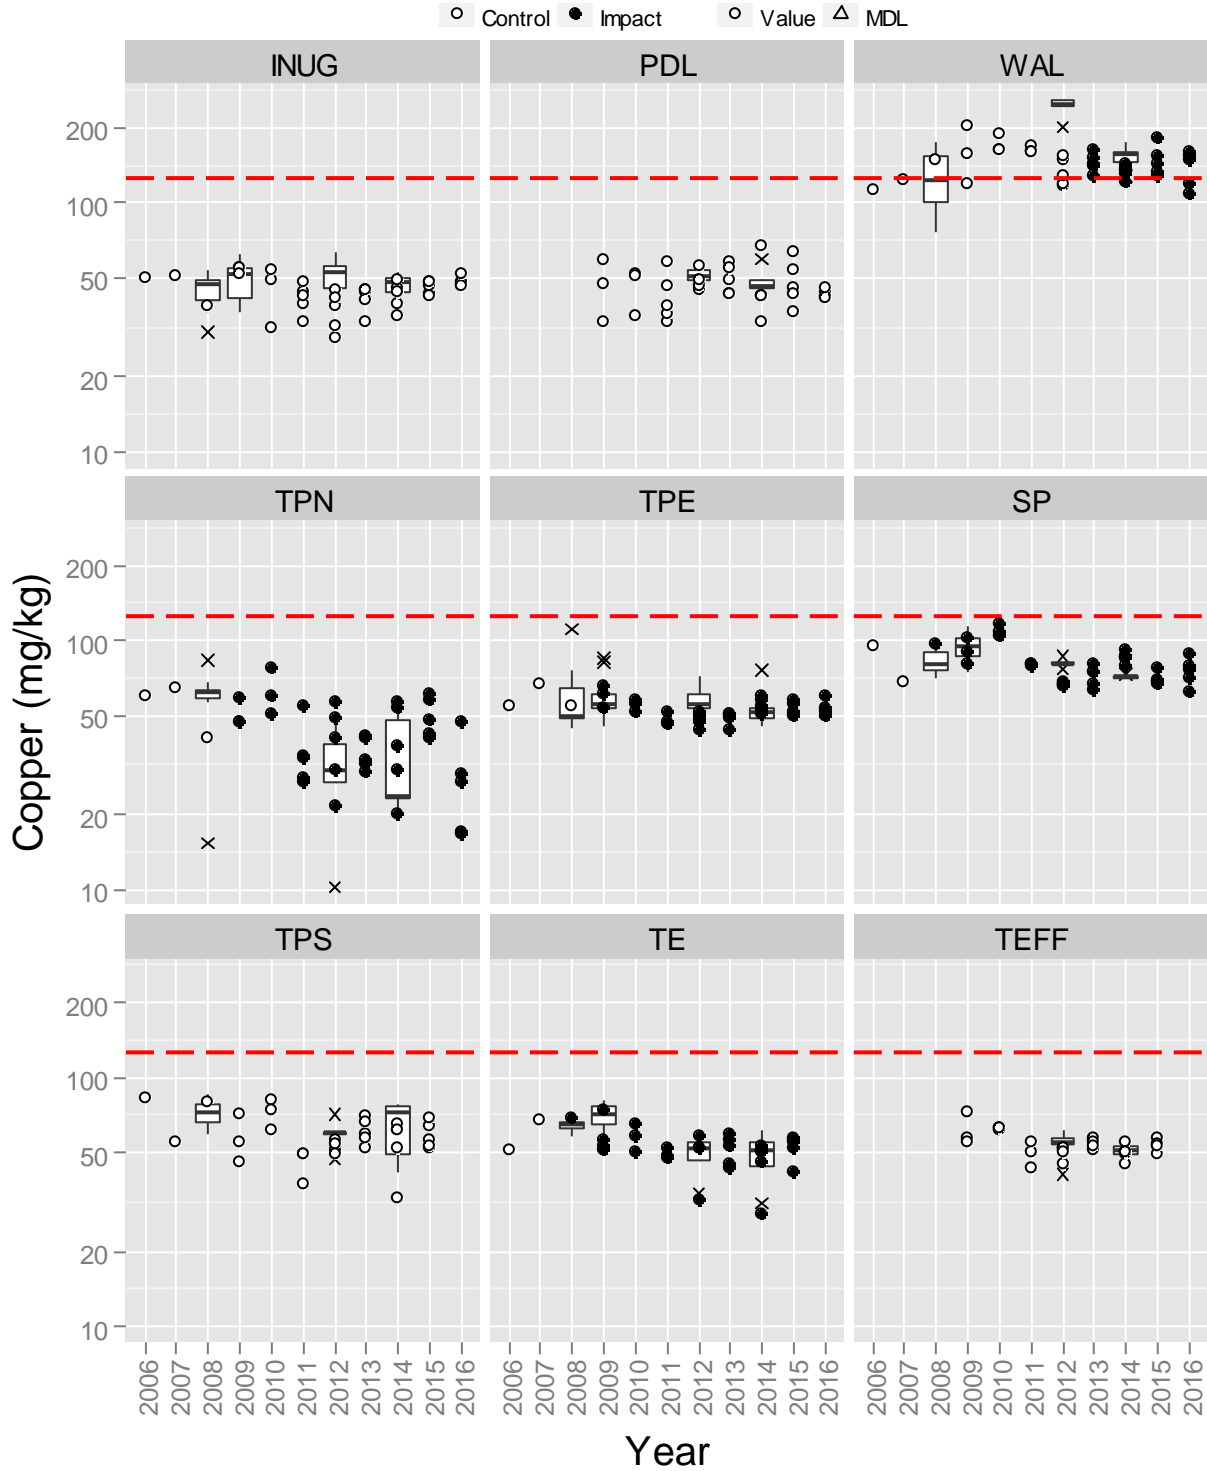 Control Impact Value MDL
INUG PDL WAL
200
100
50
20
10
TPN TPE SP
200
100
50
20
10
TPS TE TEFF
200
100
50
20
10
Copper (mg/kg)
2006 2007 2008 2009 2010 2011 2012 2013 2014 2015 2016 2006 2007 2008 2009 2010 2011 2012 2013 2014 2015 2016 2006 2007 2008 2009 2010 2011 2012 2013 2014 2015 2016
Year